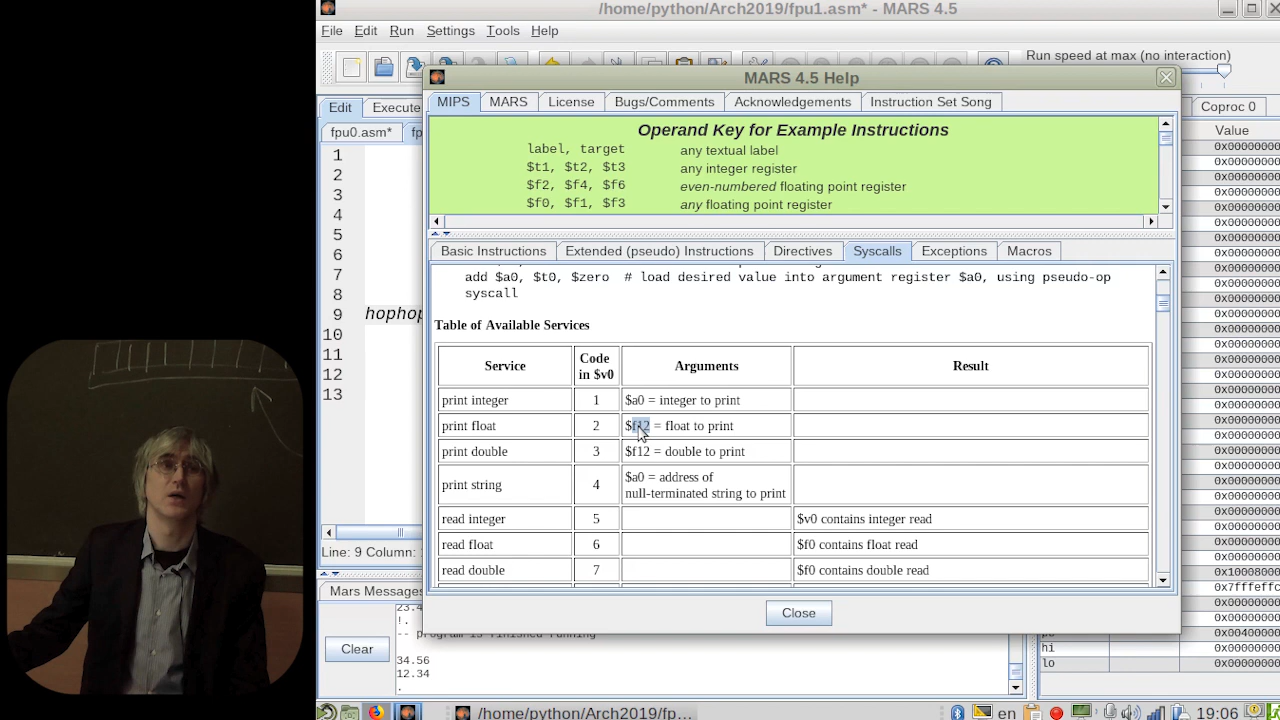 /home/python/Arch2019/fpu1.asm* - MARS 4.5
File Edit Run Settings Tools Help
Run speed at max (no interaction)
MARS 4.5 Help
MIPS MARS License Bugs/Comments Acknowledgements Instruction Set Song
Edit Execute
Coproc 0
fpu0.asm*
Value
Operand Key for Example Instructions
label, target any textual label
$t1, $t2, $t3 any integer register
$f2, $f4, $f6 even-numbered floating point register
$f0, $f1, $f3 any floating point register
Basic Instructions Extended (pseudo) Instructions Directives Syscalls Exceptions Macros
add $a0, $t0, $zero # load desired value into argument register $a0, using pseudo-op
syscall
Table of Available Services
Service Code in $v0 Arguments Result
print integer 1 $a0 = integer to print
print float 2 $f12 = float to print
print double 3 $f12 = double to print
print string 4 $a0 = address of
null-terminated string to print
read integer 5 $v0 contains integer read
read float 6 $f0 contains float read
read double 7 $f0 contains double read
Close
1
2
3
4
5
6
7
8
9 hophop
10
11
12
13
Line: 9 Column:
Mars Messages
Clear
23.4
!.
-- program is finished running
34.56
12.34
.
hi
lo
/home/python/Arch2019/fp...
en
19:06